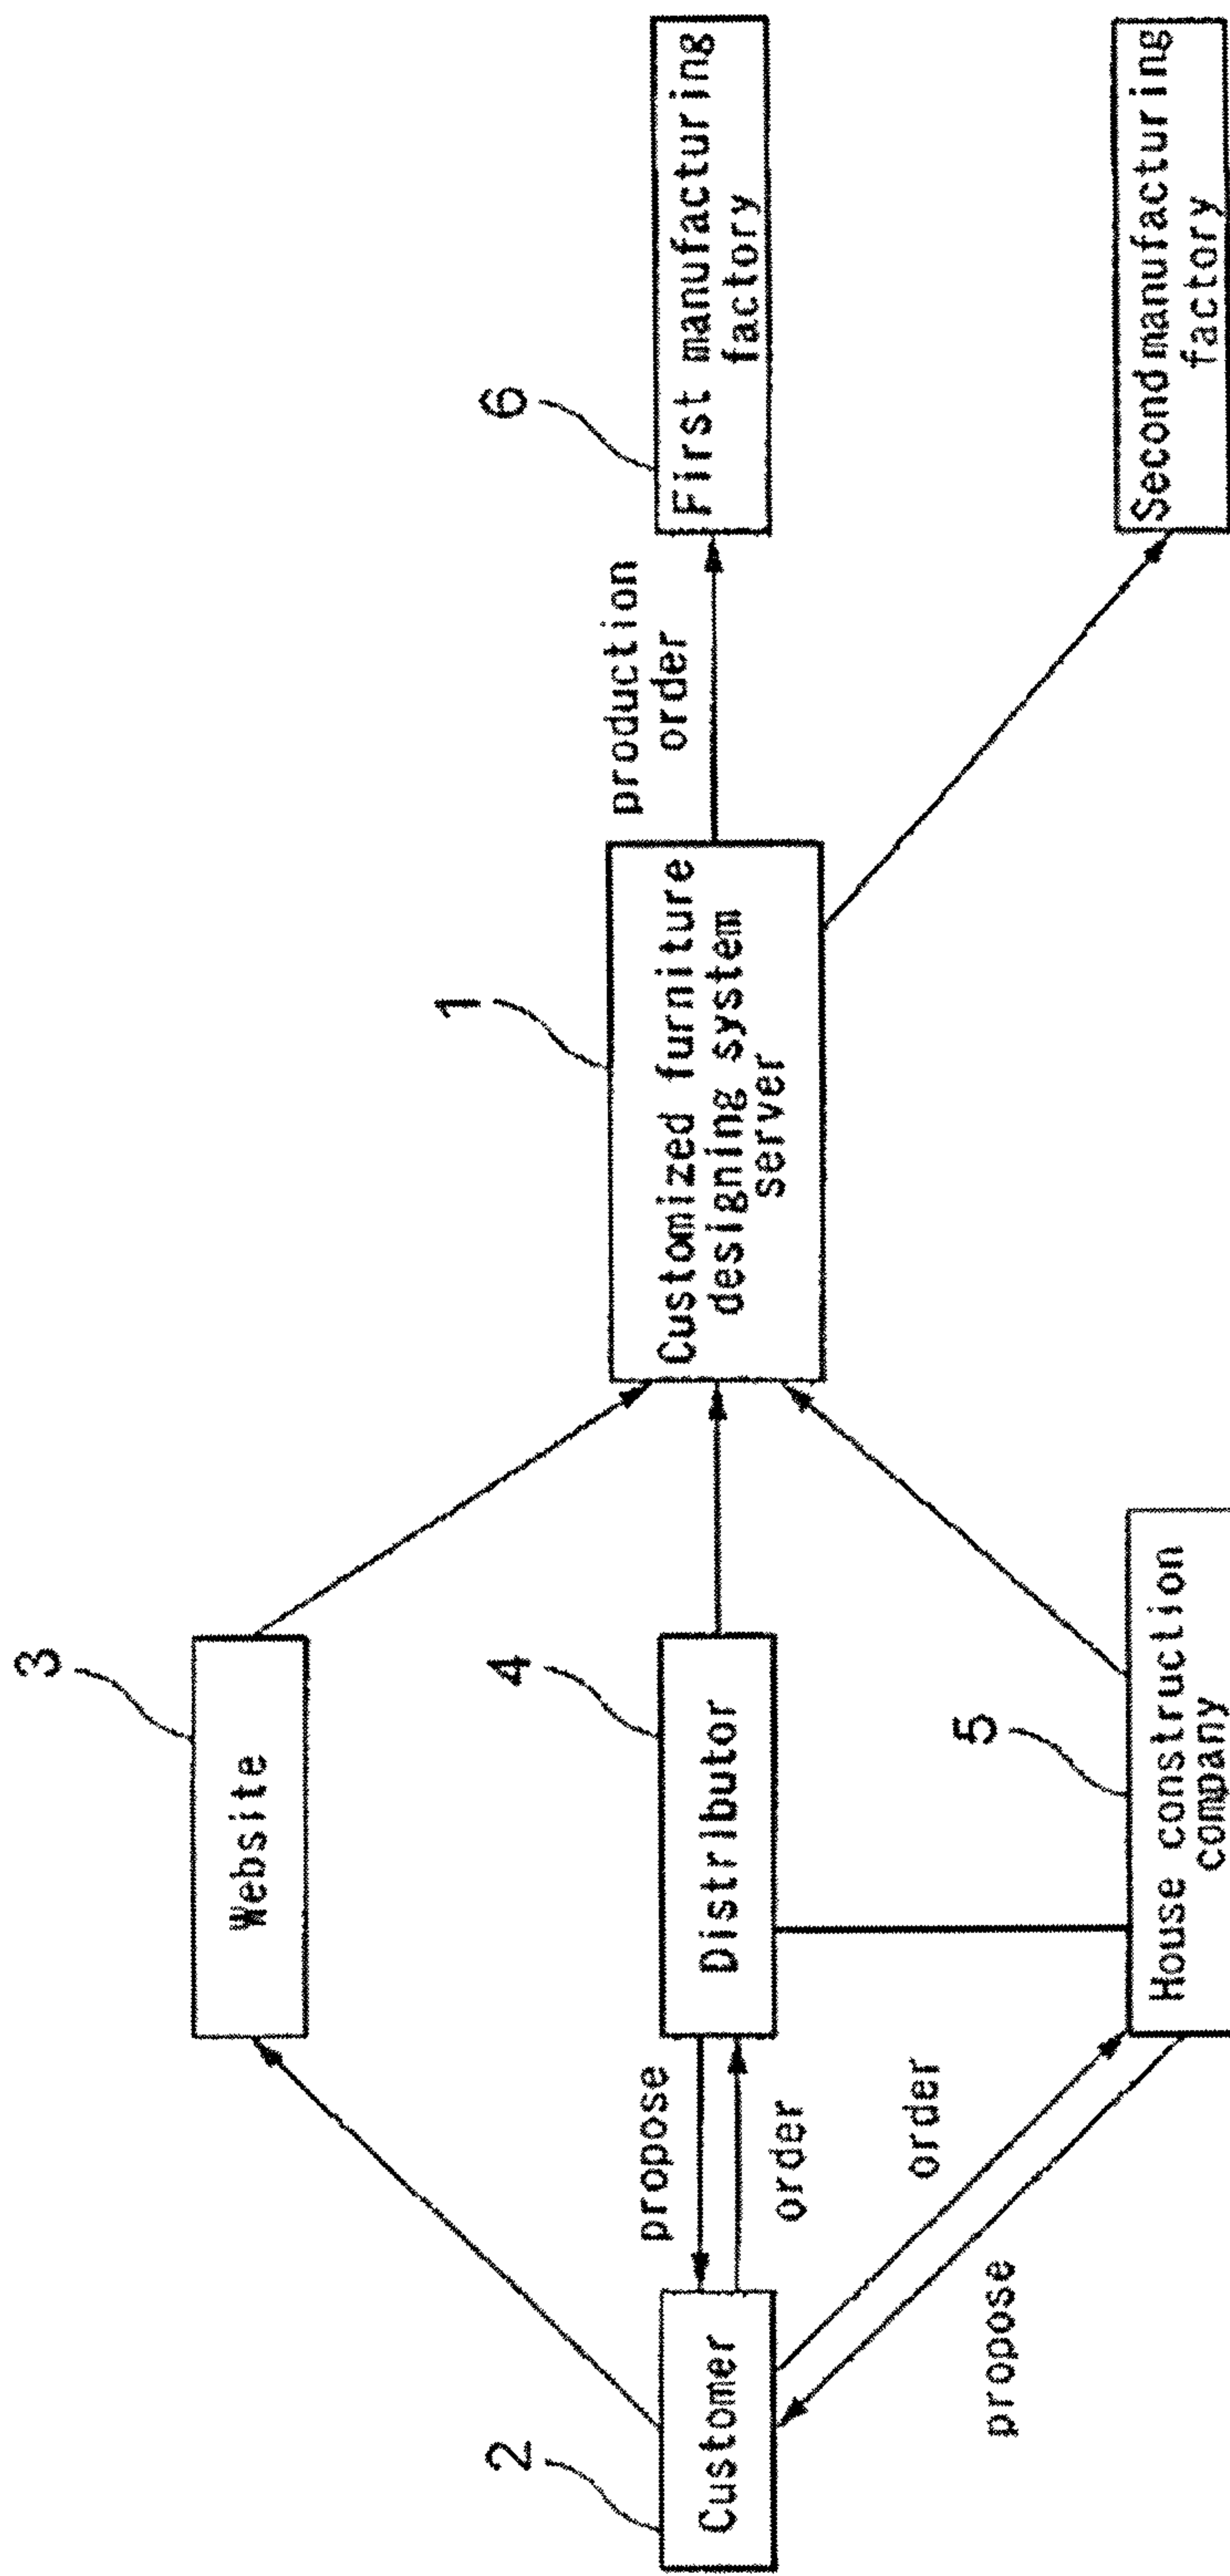 3
Website
2
Customer
propose
order
4
Distributor
order
propose
5
House construction
company
1
Customized furniture
designing system
server
production
order
6
First manufacturing
factory
Second manufacturing
factory